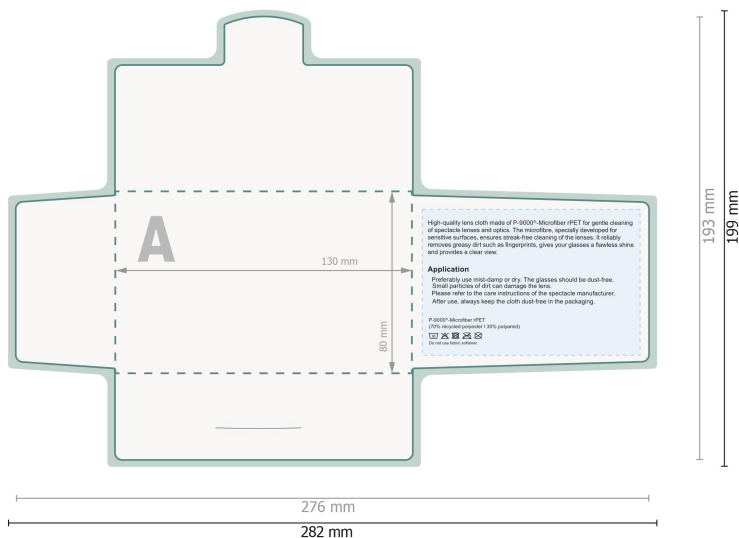 A
130 mm
80 mm
High-quality lens cloth made of P-9000®-Microfiber rPET for gentle cleaning
of spectacle lenses and optics. The microfibre, specially developed for
sensitive surfaces, ensures streak-free cleaning of the lenses. It reliably
removes greasy dirt such as fingerprints, gives your glasses a flawless shine
and provides a clear view.
Application
Preferably use mist-damp or dry. The glasses should be dust-free.
Small particles of dirt can damage the lens.
Please refer to the care instructions of the spectacle manufacturer.
After use, always keep the cloth dust-free in the packaging.
P-9000®-Microfiber rPET
(70% recycled polyester I 30% polyamid)
Do not use fabric softener.
193 mm
199 mm
276 mm
282 mm